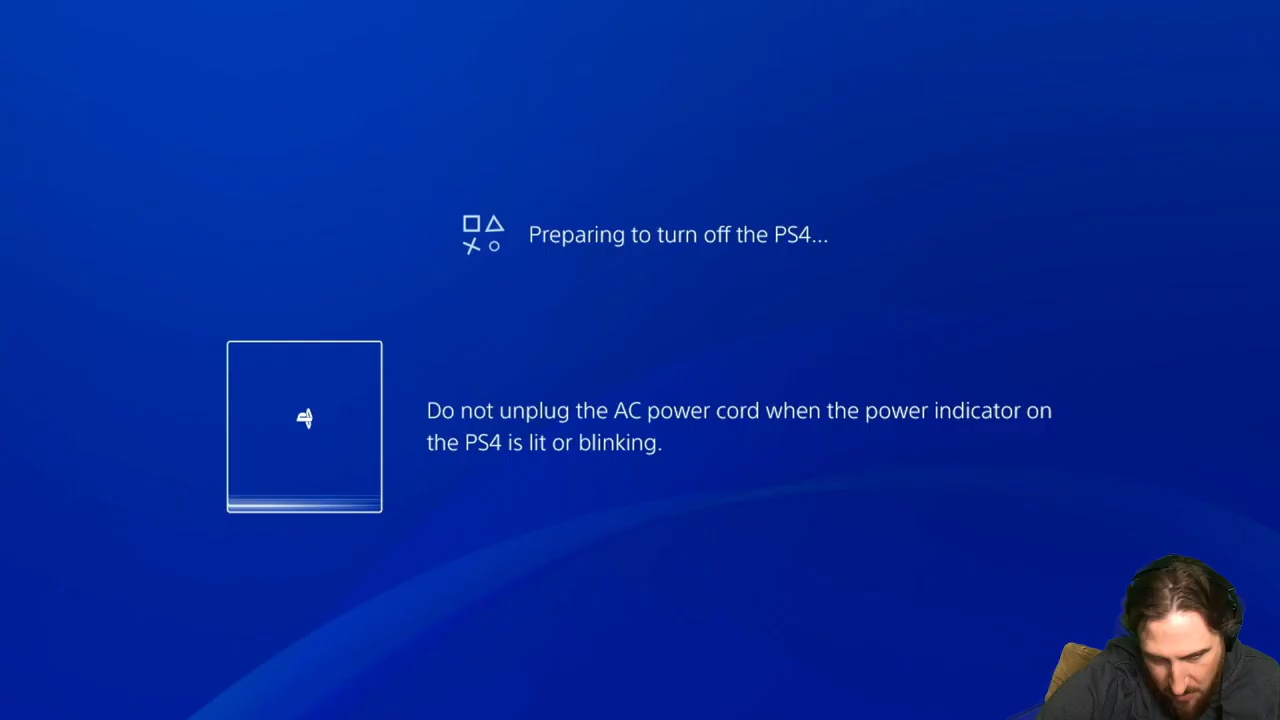 Preparing to turn off the PS4...
Do not unplug the AC power cord when the power indicator on
the PS4 is lit or blinking.